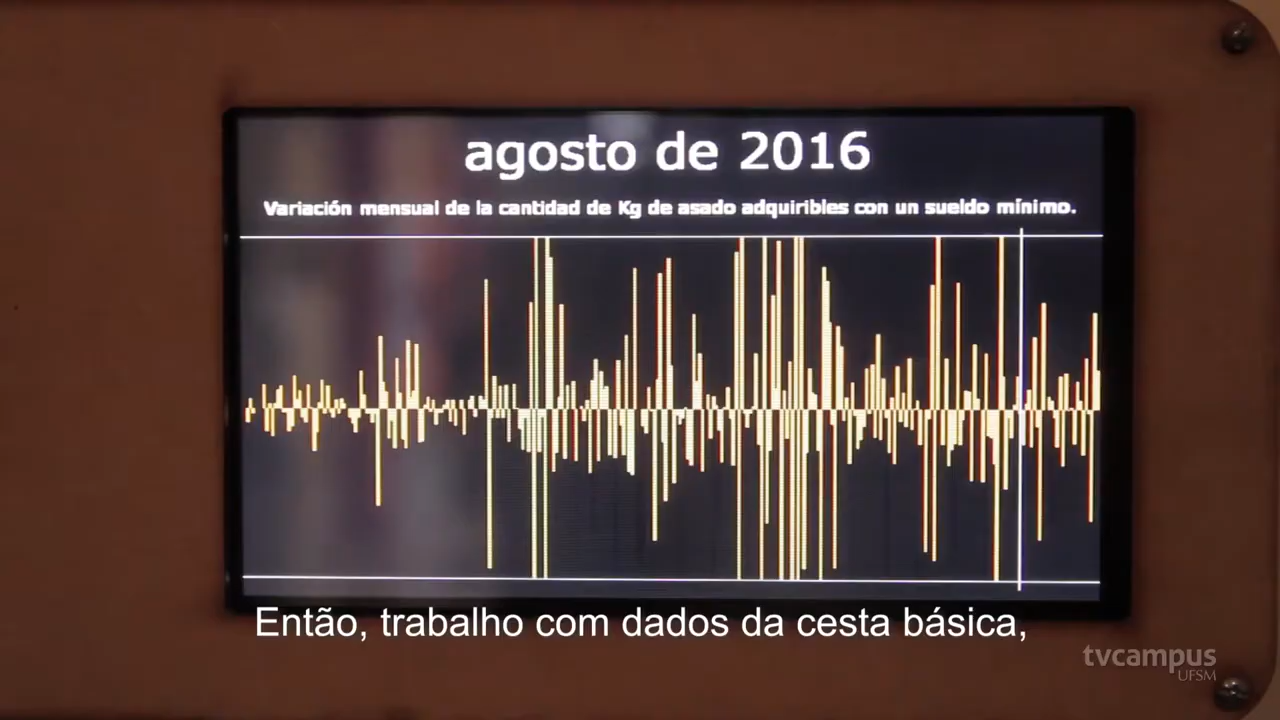 agosto de 2016
Variación mensual de la cantidad de Kg de asado adquiribles con un sueldo mínimo.
Então, trabalho com dados da cesta básica,
tvcampus
UFSM